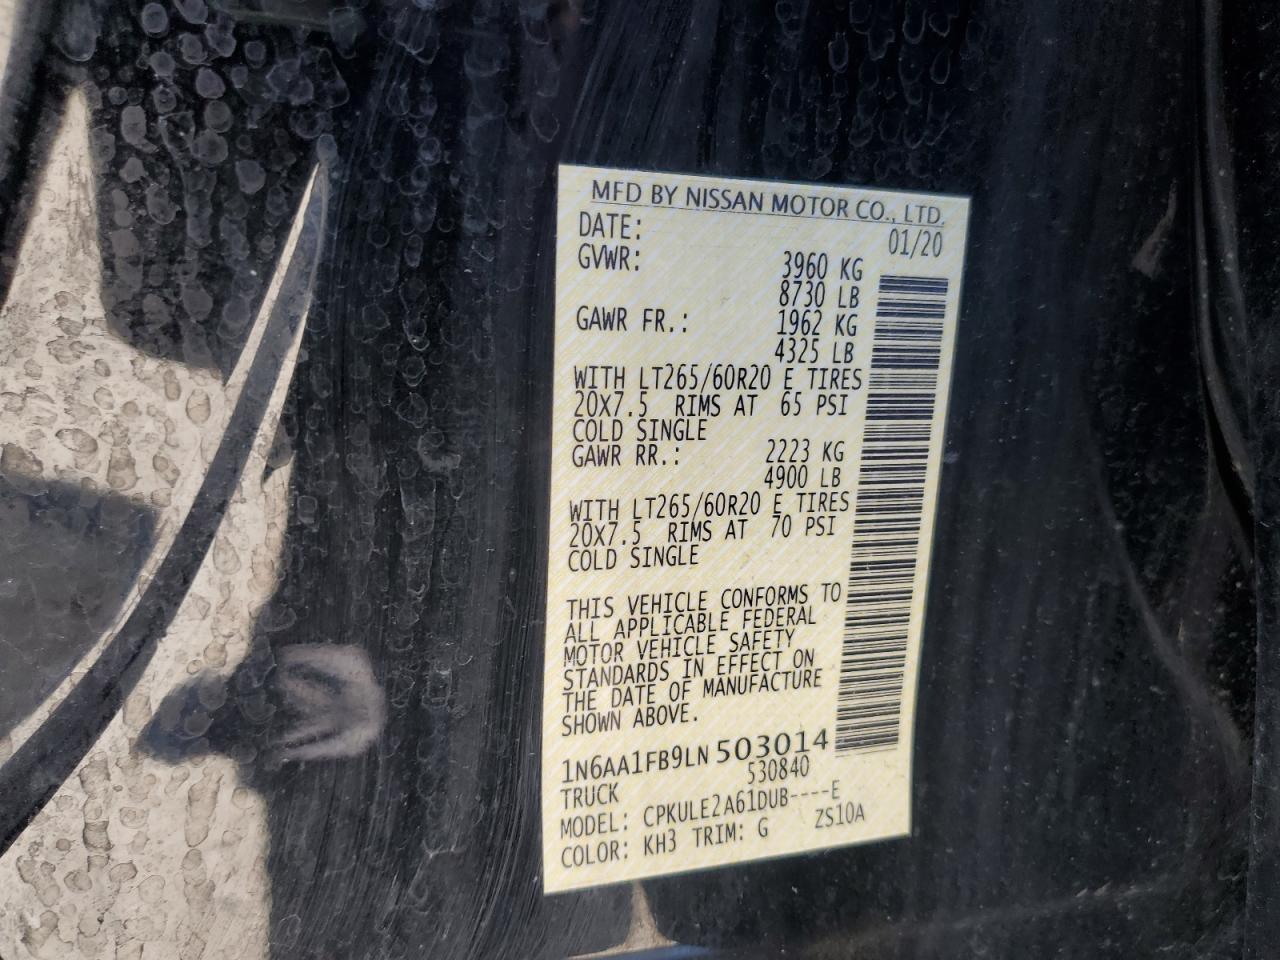 MFD BY NISSAN MOTOR CO., LTD.
DATE: 01/20
GVWR: 3960 KG
8730 LB
GAWR FR.: 1962 KG
4325 LB
WITH LT265/60R20 E TIRES
20X7.5 RIMS AT 65 PSI
COLD SINGLE
GAWR RR.: 2223 KG
4900 LB
WITH LT265/60R20 E TIRES
20X7.5 RIMS AT 70 PSI
COLD SINGLE
THIS VEHICLE CONFORMS TO
ALL APPLICABLE FEDERAL
MOTOR VEHICLE SAFETY
STANDARDS IN EFFECT ON
THE DATE OF MANUFACTURE
SHOWN ABOVE.
1N6AA1FB9LN 503014
TRUCK 530840
MODEL: CPKULE2A61DUB----E
COLOR: KH3 TRIM: G ZS10A